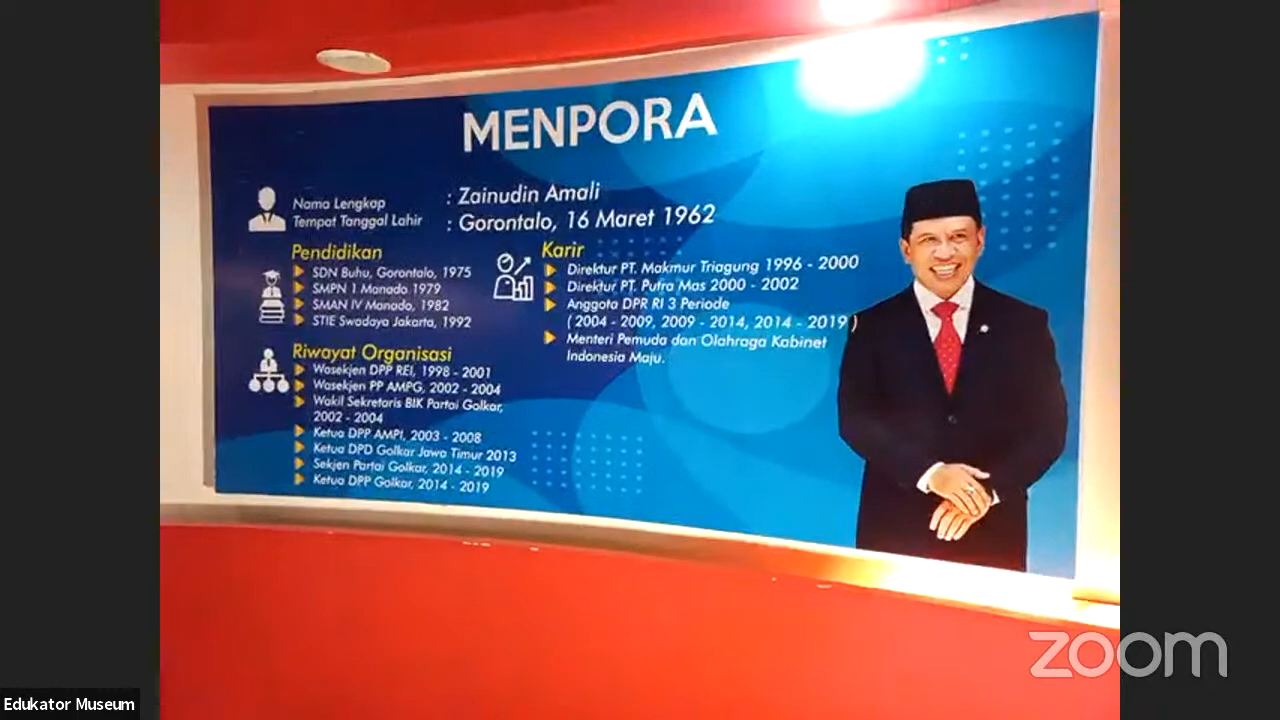 MENPORA
Nama Lengkap : Zainudin Amali
Tempat Tanggal Lahir : Gorontalo, 16 Maret 1962
Pendidikan
SDN Buhu, Gorontalo, 1975
SMPN 1 Manado 1979
SMAN IV Manado, 1982
STIE Swadaya Jakarta, 1992
Riwayat Organisasi
Wasekjen DPP REI, 1998 - 2001
Wasekjen PP AMPG, 2002 - 2004
Wakil Sekretaris BIK Partai Golkar,
2002 - 2004
Ketua DPP AMPI, 2003 - 2008
Ketua DPD Golkar Jawa Timur 2013
Sekjen Partai Golkar, 2014 - 2019
Ketua DPP Golkar, 2014 - 2019
Karir
Direktur PT. Makmur Triagung 1996 - 2000
Direktur PT. Putra Mas 2000 - 2002
Anggota DPR RI 3 Periode
( 2004 - 2009, 2009 - 2014, 2014 - 2019 )
Menteri Pemuda dan Olahraga Kabinet
Indonesia Maju.
zoom
Edukator Museum